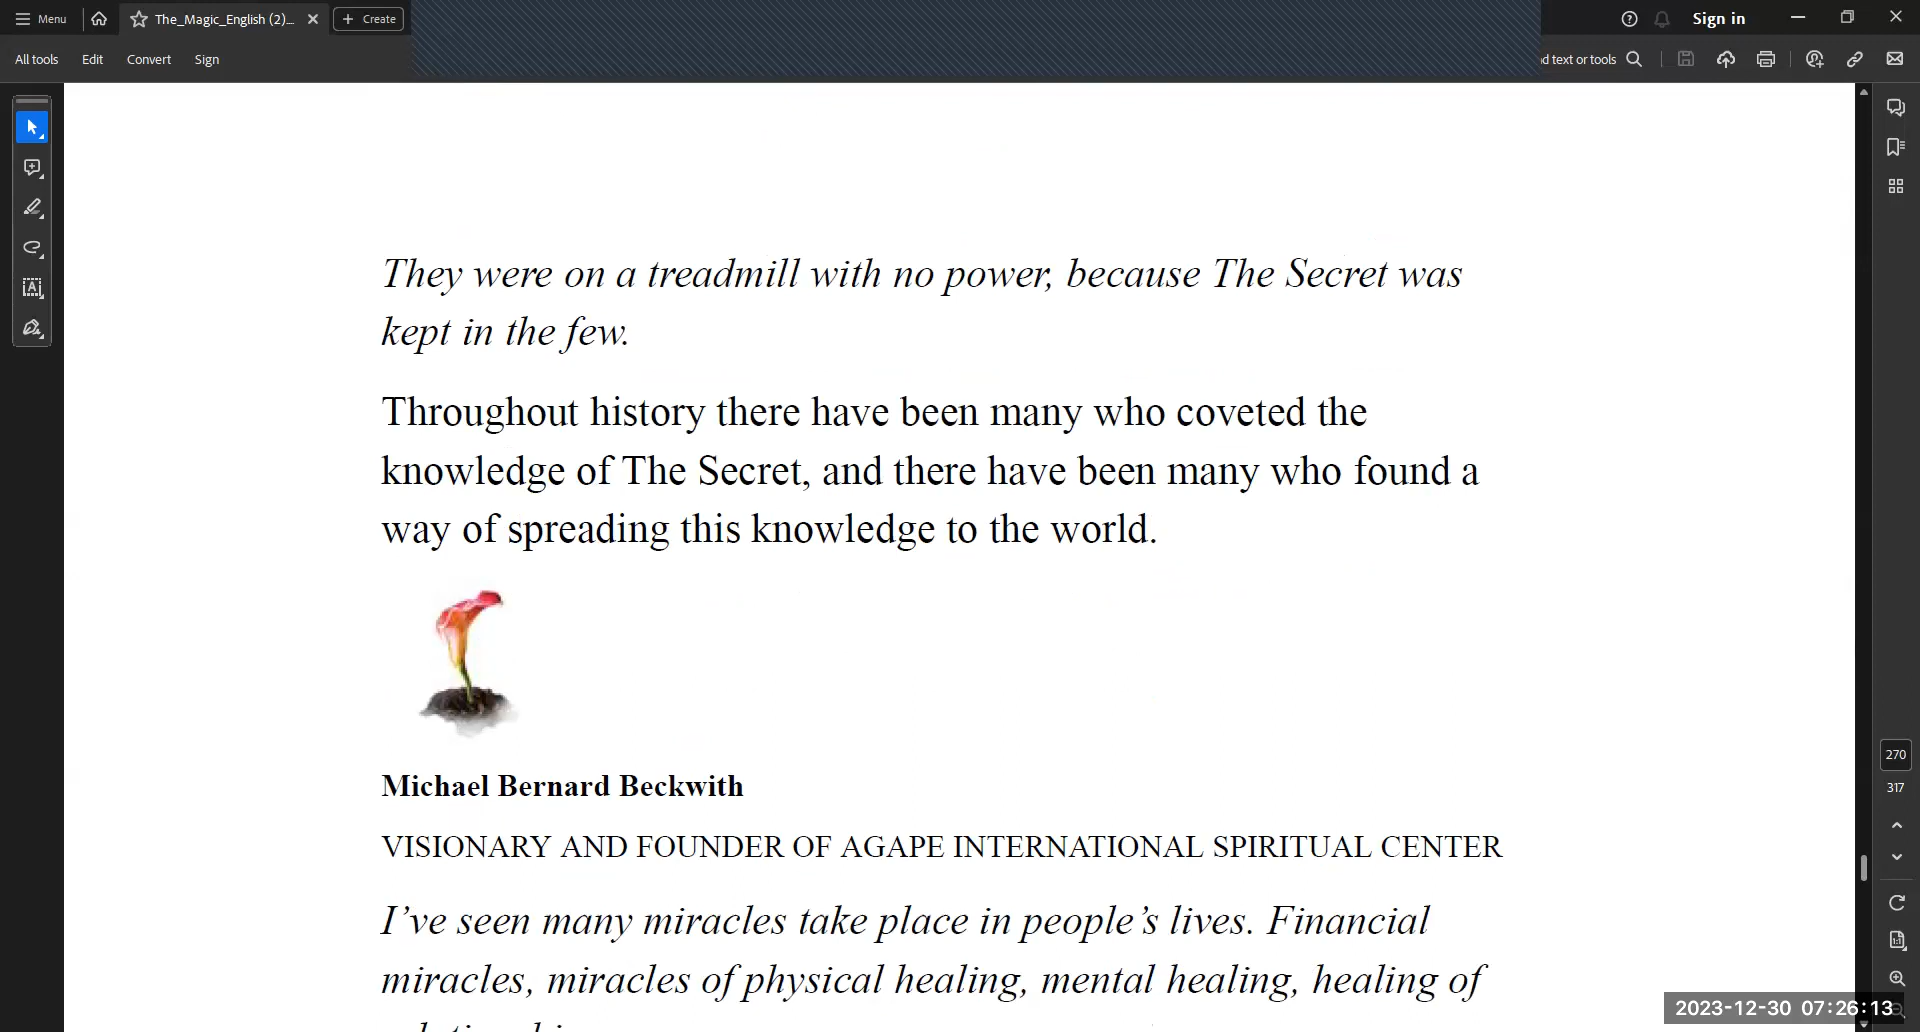 Menu
The_Magic_English (2)...
Create
Sign in
All tools
Edit
Convert
Sign
d text or tools
They were on a treadmill with no power, because The Secret was
kept in the few.
Throughout history there have been many who coveted the
knowledge of The Secret, and there have been many who found a
way of spreading this knowledge to the world.
Michael Bernard Beckwith
VISIONARY AND FOUNDER OF AGAPE INTERNATIONAL SPIRITUAL CENTER
I’ve seen many miracles take place in people’s lives. Financial
miracles, miracles of physical healing, mental healing, healing of
270
317
2023-12-30 07:26:13